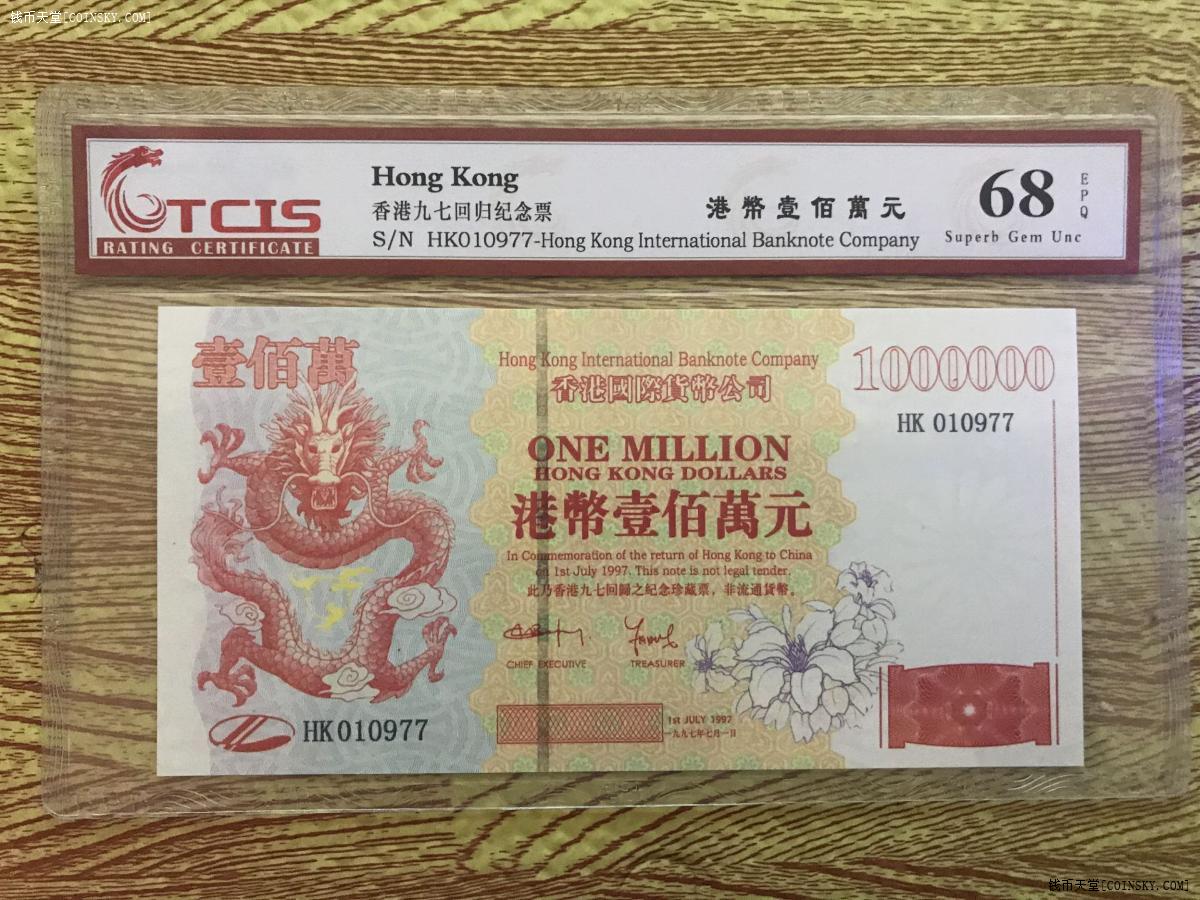 钱币天堂[COINSKY.COM]
TCIS
RATING CERTIFICATE
Hong Kong
香港九七回归纪念票
港幣壹佰萬元
S/N HK010977-Hong Kong International Banknote Company
68
EPQ
Superb Gem Unc
壹佰萬
Hong Kong International Banknote Company
香港國際貨幣公司
1000000
HK 010977
ONE MILLION
HONG KONG DOLLARS
港幣壹佰萬元
In Commemoration of the return of Hong Kong to China
on 1st July 1997. This note is not legal tender.
此乃香港九七回歸之紀念珍藏票，非流通貨幣。
CHIEF EXECUTIVE
TREASURER
HK 010977
1st JULY 1997
一九九七年七月一日
钱币天堂[COINSKY.COM]